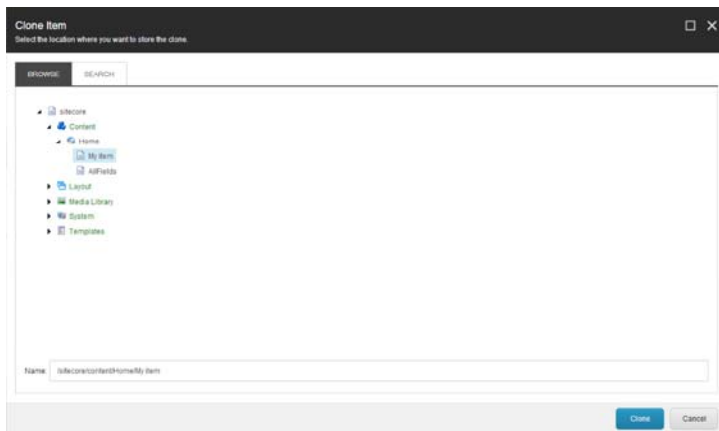 Clone Item
Select the location where you want to store the clone.
BROWSE SEARCH
sitecore
Content
Home
My Item
AllFields
Layout
Media Library
System
Templates
Name: /sitecore/content/Home/My Item
Clone Cancel